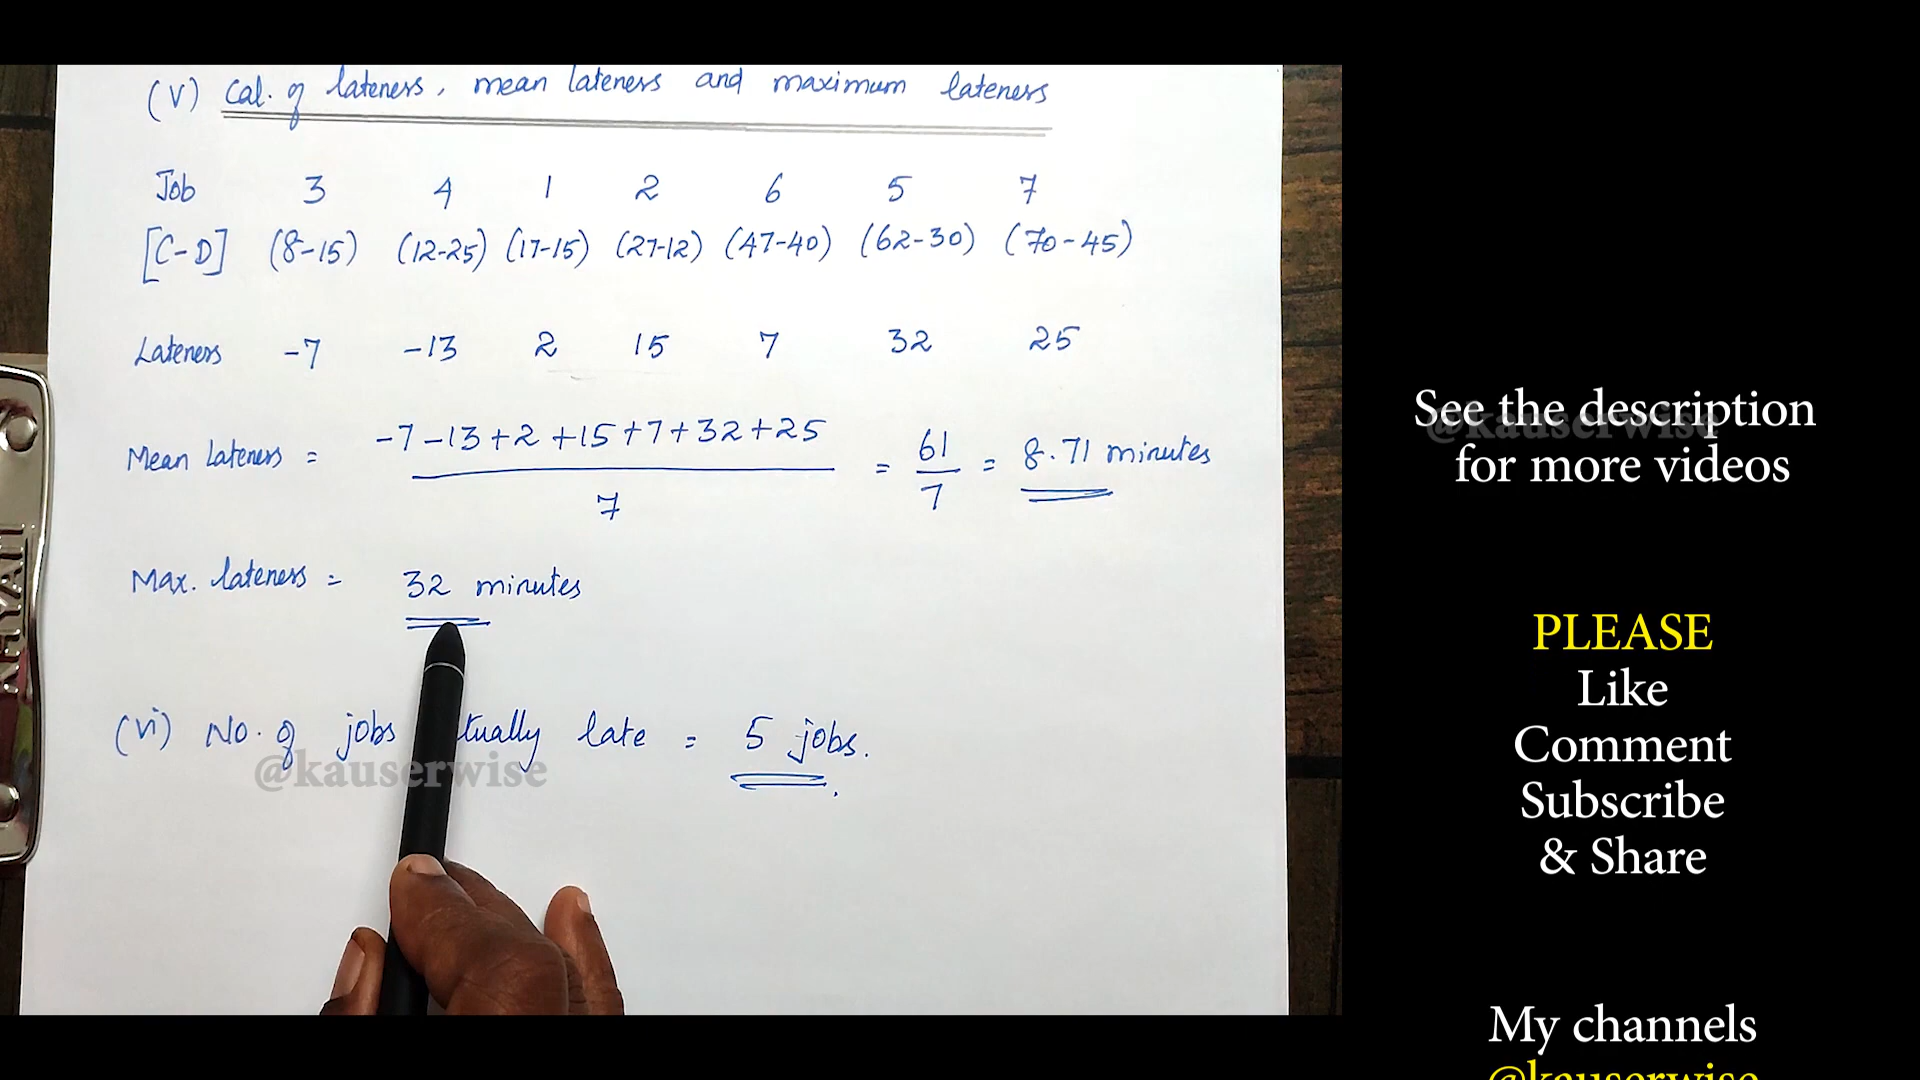 (V) Cal. of lateness, mean lateness and maximum lateness
Job 3 4 1 2 6 5 7
[C-D] (8-15) (12-25) (17-15) (27-12) (47-40) (62-30) (70-45)
Lateness -7 -13 2 15 7 32 25
Mean lateness = -7-13+2+15+7+32+25 / 7 = 61 / 7 = 8.71 minutes
Max. lateness = 32 minutes
(vi) No. of jobs tually late = 5 jobs.
@kauserwise
@kauserwise
See the description
for more videos
PLEASE
Like
Comment
Subscribe
& Share
My channels
@kauserwise